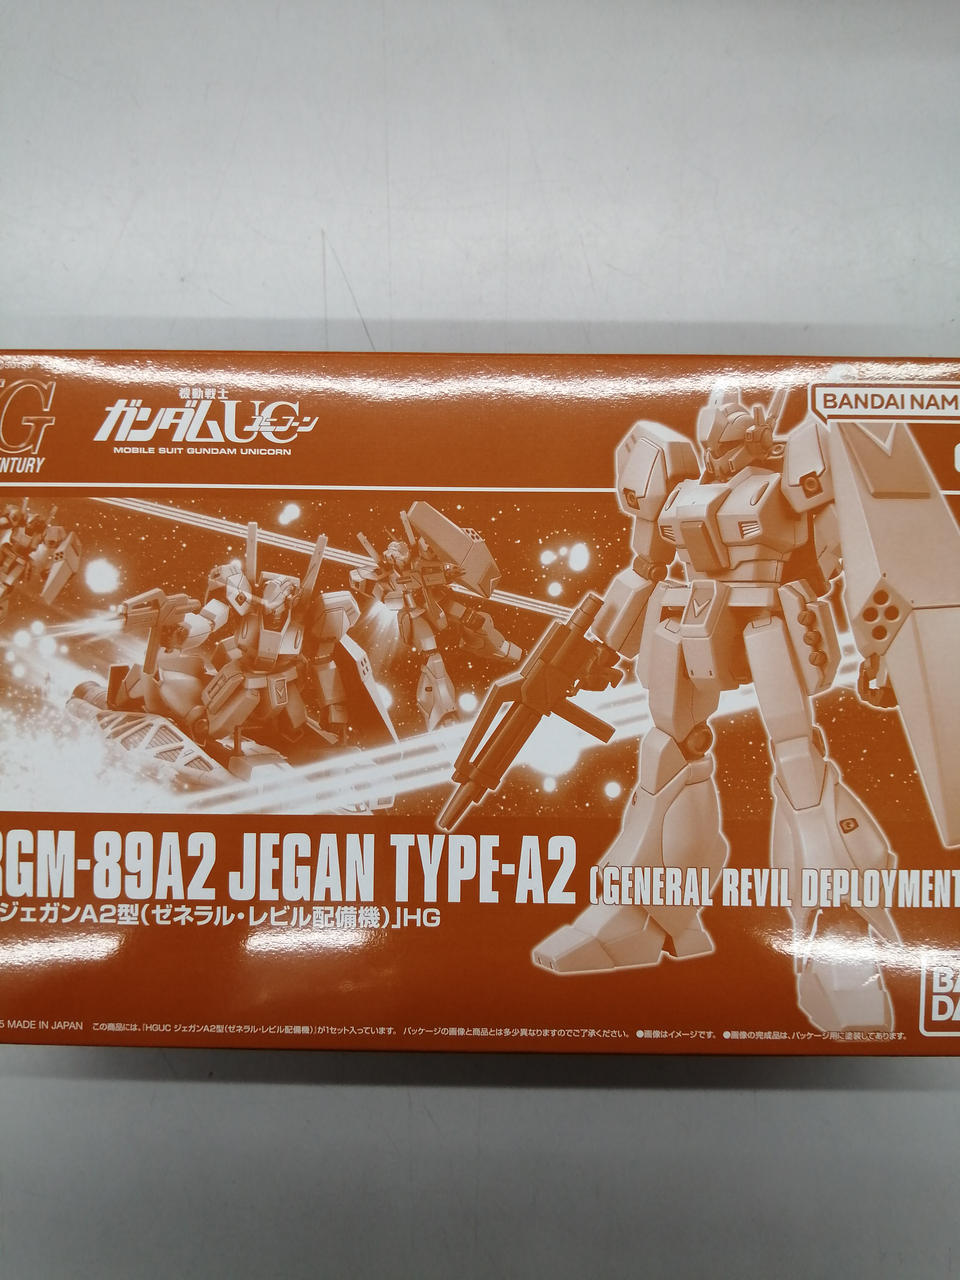 G
NTURY
機動戦士
ガンダムUC
ユニコーン
MOBILE SUIT GUNDAM UNICORN
BANDAI NAM
RGM-89A2 JEGAN TYPE-A2 (GENERAL REVIL DEPLOYMENT
ジェガンA2型(ゼネラル・レビル配備機)」HG
5 MADE IN JAPAN この商品には、「HGUC ジェガンA2型(ゼネラル・レビル配備機)」が1セット入っています。 パッケージの画像と商品とは多少異なりますのでご了承ください。 ●画像はイメージです。 ●画像の完成品は、パッケージ用に塗装してあります。
BA
DA